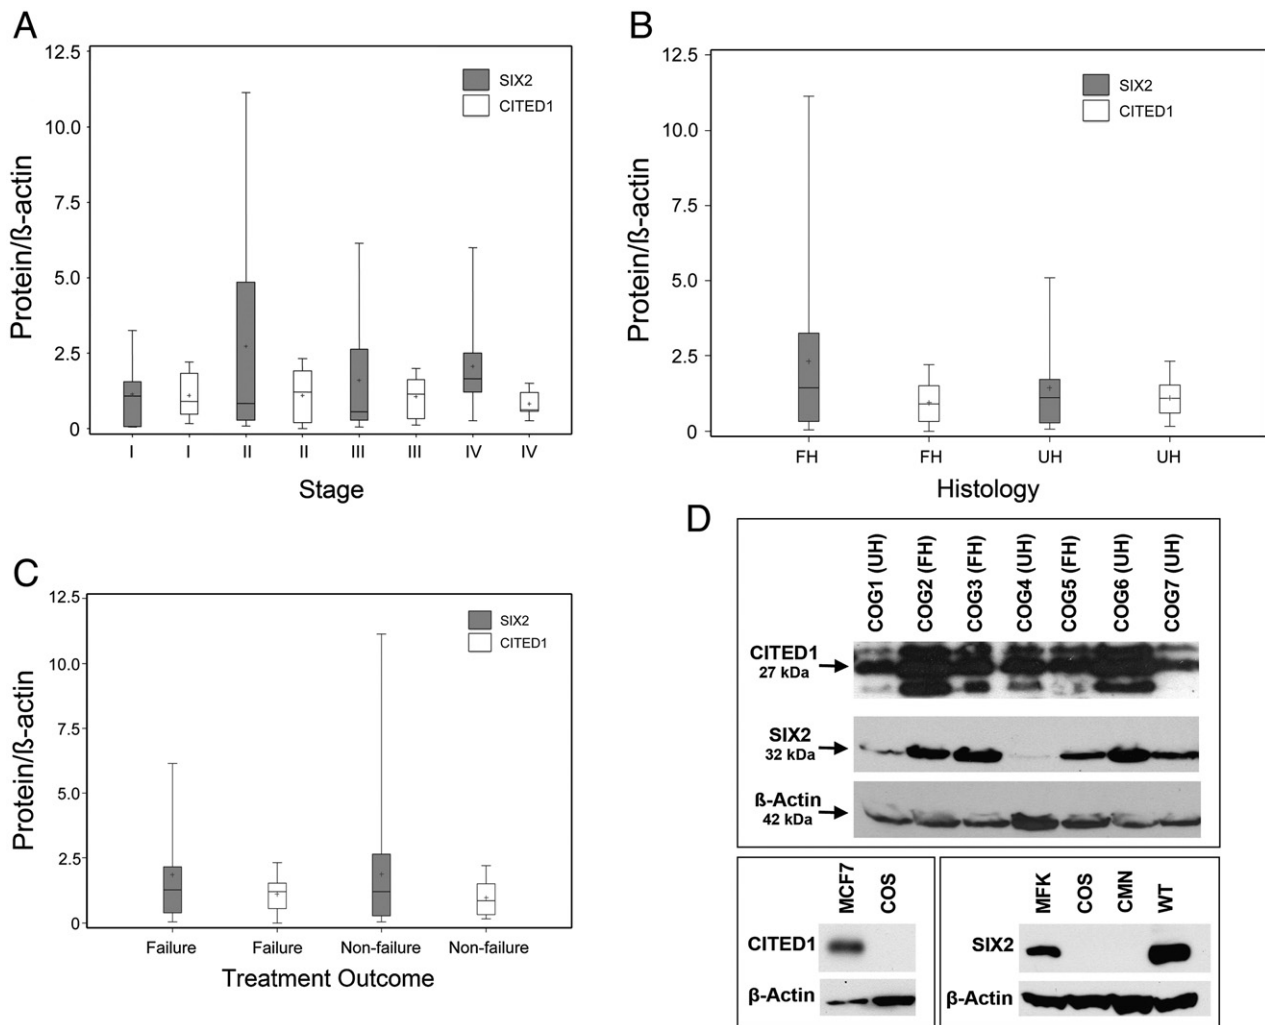 A
12.5
10.0
7.5
5.0
2.5
0
Protein/ß-actin
SIX2
CITED1
I I II II III III IV IV
Stage
B
12.5
10.0
7.5
5.0
2.5
0
Protein/ß-actin
SIX2
CITED1
FH FH UH UH
Histology
C
12.5
10.0
7.5
5.0
2.5
0
Protein/ß-actin
SIX2
CITED1
Failure Failure Non-failure Non-failure
Treatment Outcome
D
COG1 (UH)
COG2 (FH)
COG3 (FH)
COG4 (UH)
COG5 (FH)
COG6 (UH)
COG7 (UH)
CITED1
27 kDa
SIX2
32 kDa
ß-Actin
42 kDa
MCF7
COS
CITED1
ß-Actin
MFK
COS
CMN
WT
SIX2
ß-Actin